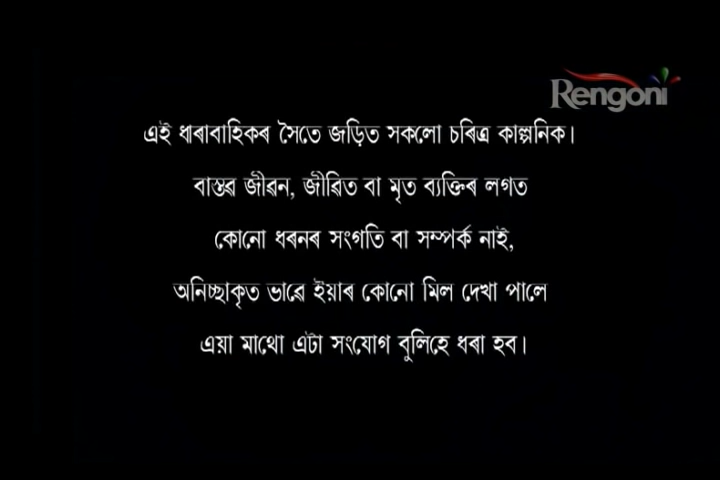 Rengoni
এই ধাৰাবাহিকৰ সৈতে জড়িত সকলো চৰিত্ৰ কাল্পনিক।
বাস্তৱ জীৱন, জীৱিত বা মৃত ব্যক্তিৰ লগত
কোনো ধৰনৰ সংগতি বা সম্পৰ্ক নাই,
অনিচ্ছাকৃত ভাৱে ইয়াৰ কোনো মিল দেখা পালে
এয়া মাথো এটা সংযোগ বুলিহে ধৰা হব।